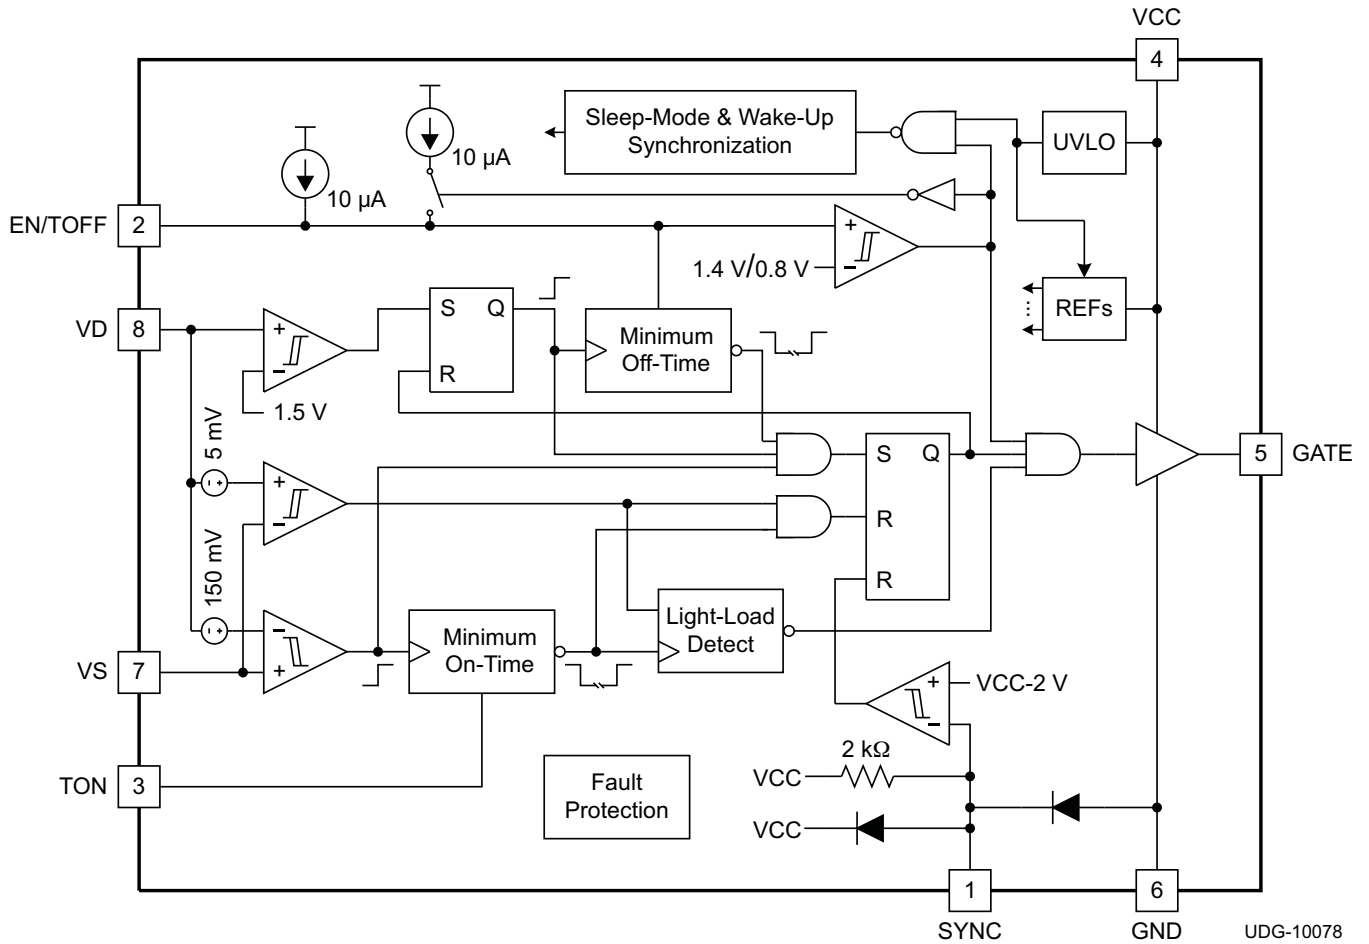 VCC
4
Sleep-Mode & Wake-Up
Synchronization
UVLO
10 µA
10 µA
EN/TOFF
2
+
−
1.4 V/0.8 V
REFs
VD
8
+
−
1.5 V
S
Q
R
Minimum
Off-Time
5 mV
+
−
S
Q
R
R
5
GATE
150 mV
−
+
VS
7
Minimum
On-Time
Light-Load
Detect
+
−
VCC-2 V
TON
3
Fault
Protection
2 kΩ
VCC
VCC
1
SYNC
6
GND
UDG-10078